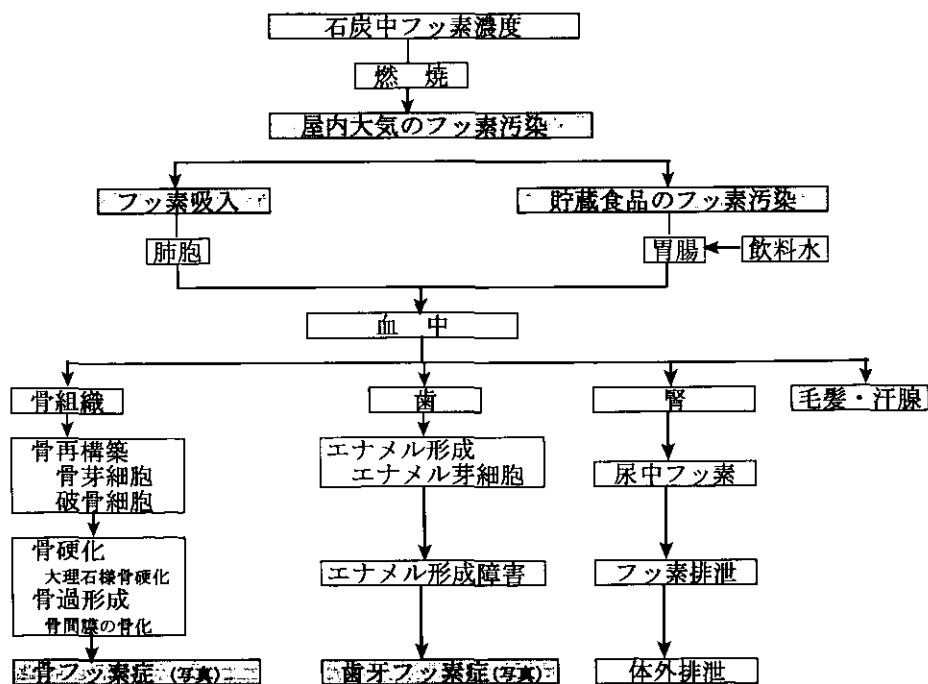 石炭中フッ素濃度
燃 焼
屋内大気のフッ素汚染
フッ素吸入
貯蔵食品のフッ素汚染
肺胞
胃腸
飲料水
血 中
骨組織
歯
腎
毛髪・汗腺
骨再構築
骨芽細胞
破骨細胞
エナメル形成
エナメル芽細胞
尿中フッ素
骨硬化
大理石様骨硬化
骨過形成
骨間膜の骨化
エナメル形成障害
フッ素排泄
骨フッ素症 (写真)
歯牙フッ素症(写真)
体外排泄